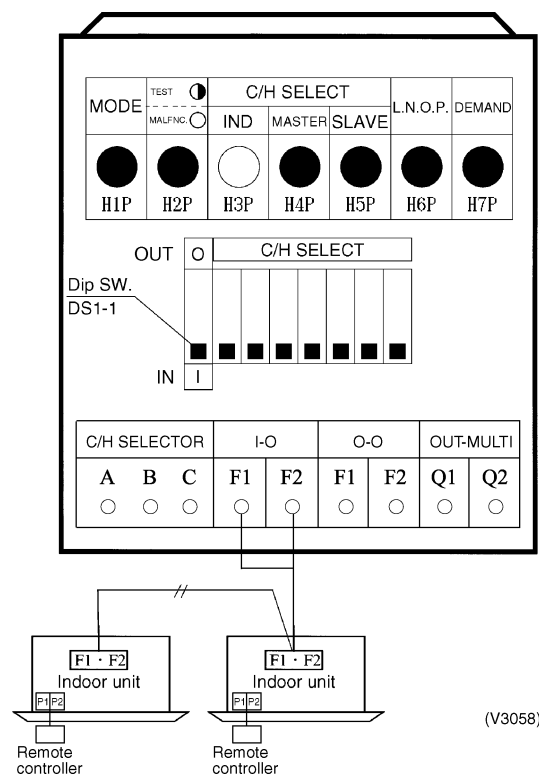 MODE
TEST
MALFNC.
C/H SELECT
IND
MASTER
SLAVE
L.N.O.P.
DEMAND
H1P H2P H3P H4P H5P H6P H7P
OUT O C/H SELECT
Dip SW.
DS1-1
IN I
C/H SELECTOR I-O O-O OUT-MULTI
A B C F1 F2 F1 F2 Q1 Q2
F1 · F2 F1 · F2
Indoor unit Indoor unit
P1 P2 P1 P2
(V3058)
Remote Remote
controller controller